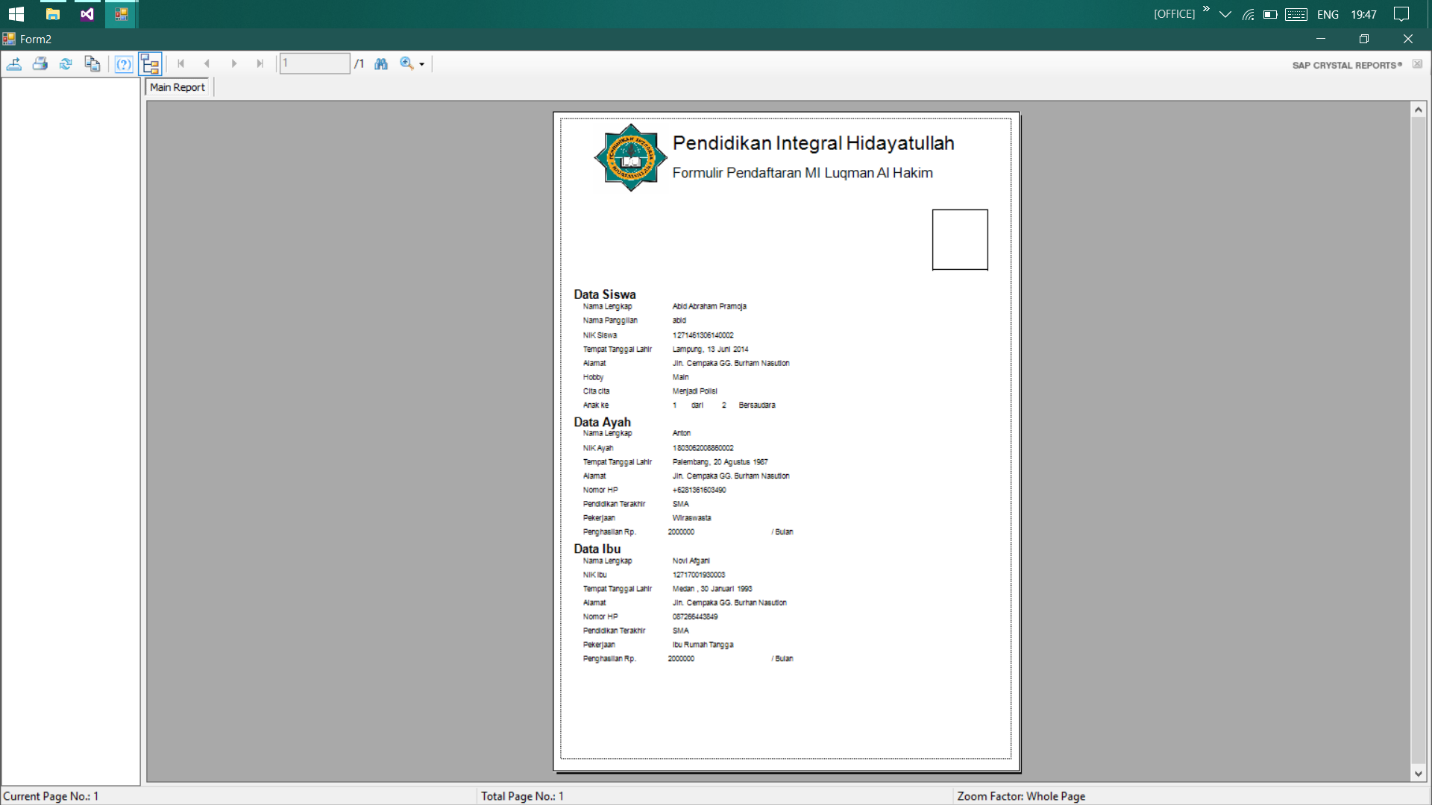 [OFFICE] » ENG 19:47
Form2
1 /1 SAP CRYSTAL REPORTS®
Main Report
Pendidikan Integral Hidayatullah
Formulir Pendaftaran MI Luqman Al Hakim
Data Siswa
Nama Lengkap Abid Abraham Pramoja
Nama Panggilan abid
NIK Siswa 1271461306140002
Tempat Tanggal Lahir Lampung, 13 Juni 2014
Alamat Jln. Cempaka GG. Burham Nasution
Hobby Main
Cita cita Menjadi Polisi
Anak ke 1 dari 2 Bersaudara
Data Ayah
Nama Lengkap Anton
NIK Ayah 1803062008860002
Tempat Tanggal Lahir Palembang, 20 Agustus 1967
Alamat Jln. Cempaka GG. Burham Nasution
Nomor HP +6281361603490
Pendidikan Terakhir SMA
Pekerjaan Wiraswasta
Penghasilan Rp. 2000000 / Bulan
Data Ibu
Nama Lengkap Novi Afgani
NIK Ibu 12717001930003
Tempat Tanggal Lahir Medan , 30 Januari 1993
Alamat Jln. Cempaka GG. Burhan Nasution
Nomor HP 087266443849
Pendidikan Terakhir SMA
Pekerjaan Ibu Rumah Tangga
Penghasilan Rp. 2000000 / Bulan
Current Page No.: 1 Total Page No.: 1 Zoom Factor: Whole Page